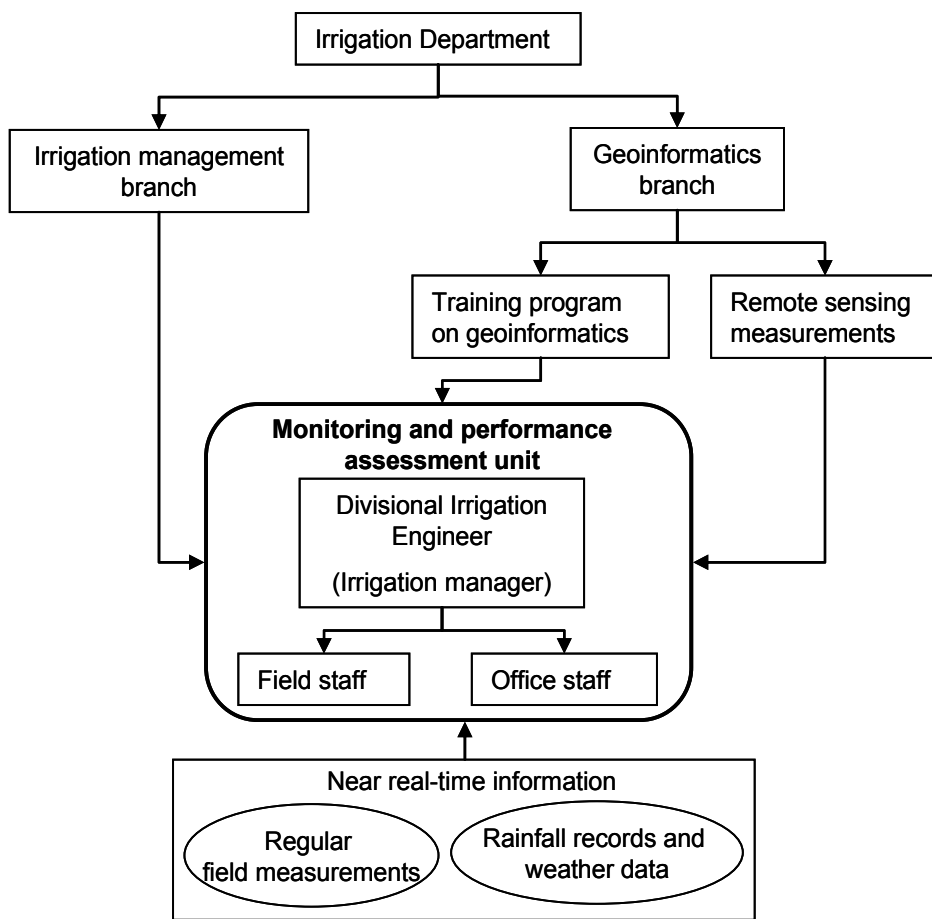 Irrigation Department
Irrigation management
branch
Geoinformatics
branch
Training program
on geoinformatics
Remote sensing
measurements
Monitoring and performance
assessment unit
Divisional Irrigation
Engineer
(Irrigation manager)
Field staff
Office staff
Near real-time information
Regular
field measurements
Rainfall records and
weather data